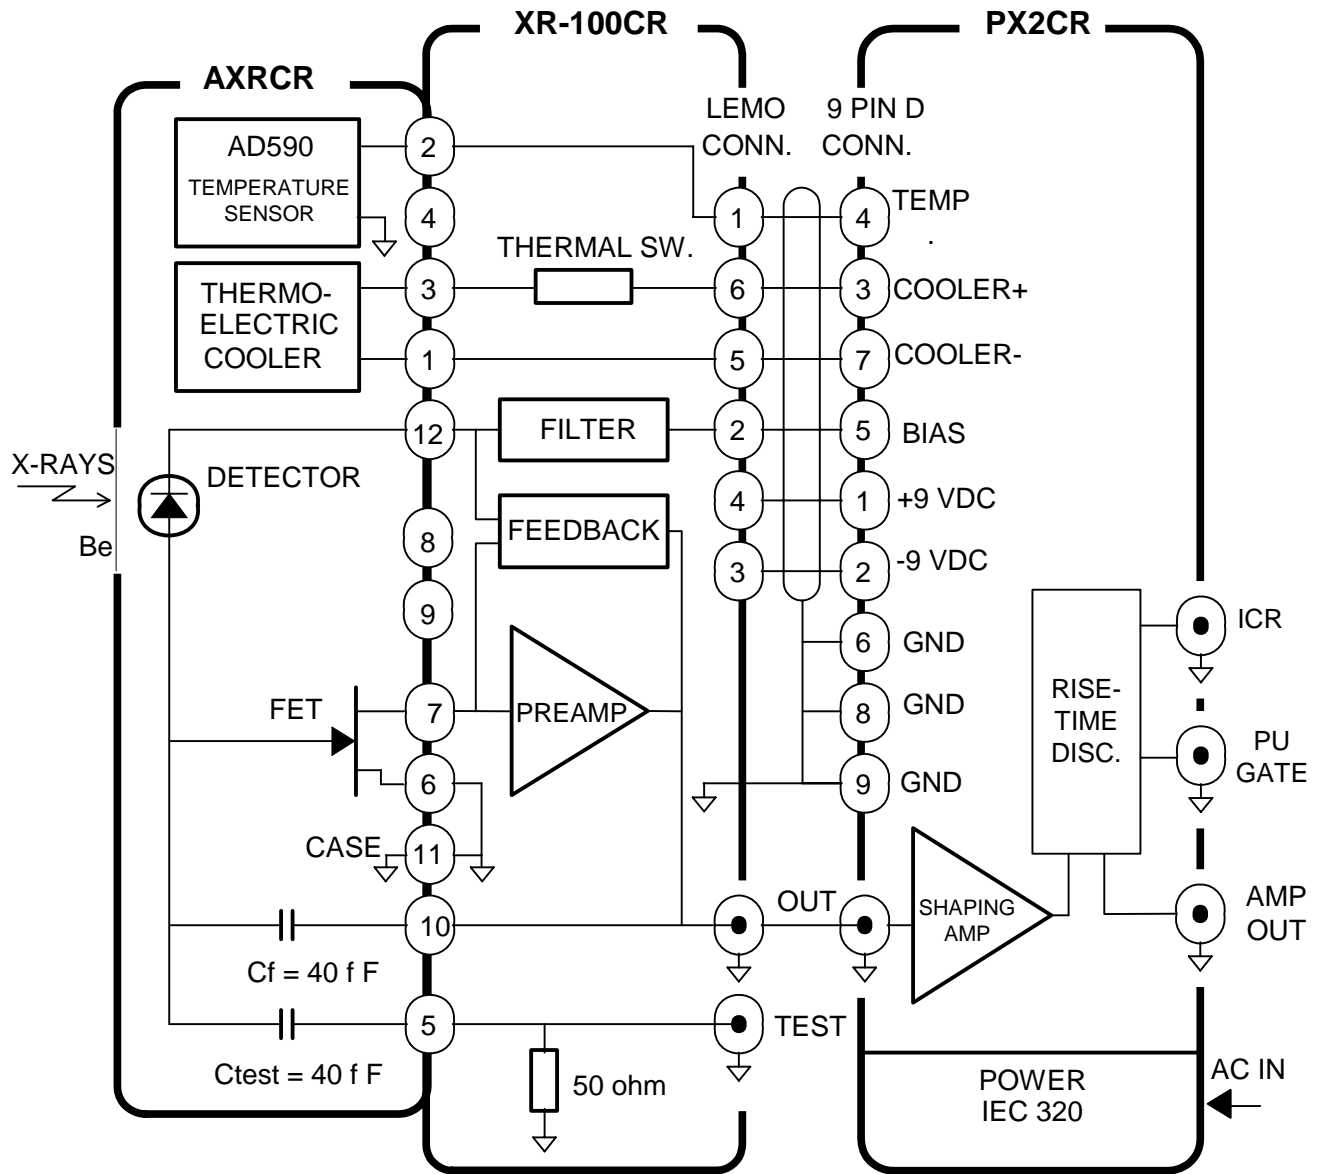 XR-100CR
PX2CR
AXRCR
LEMO
CONN.
9 PIN D
CONN.
AD590
TEMPERATURE
SENSOR
2
4
1
4
TEMP
.
THERMAL SW.
THERMO-
ELECTRIC
COOLER
3
6
3
COOLER+
1
5
7
COOLER-
12
FILTER
2
5
BIAS
X-RAYS
Be
DETECTOR
8
FEEDBACK
4
1
+9 VDC
3
2
-9 VDC
9
6
GND
ICR
FET
7
PREAMP
8
GND
RISE-
TIME
DISC.
PU
GATE
6
9
GND
CASE
11
10
OUT
SHAPING
AMP
AMP
OUT
Cf = 40 f F
5
TEST
Ctest = 40 f F
50 ohm
POWER
IEC 320
AC IN